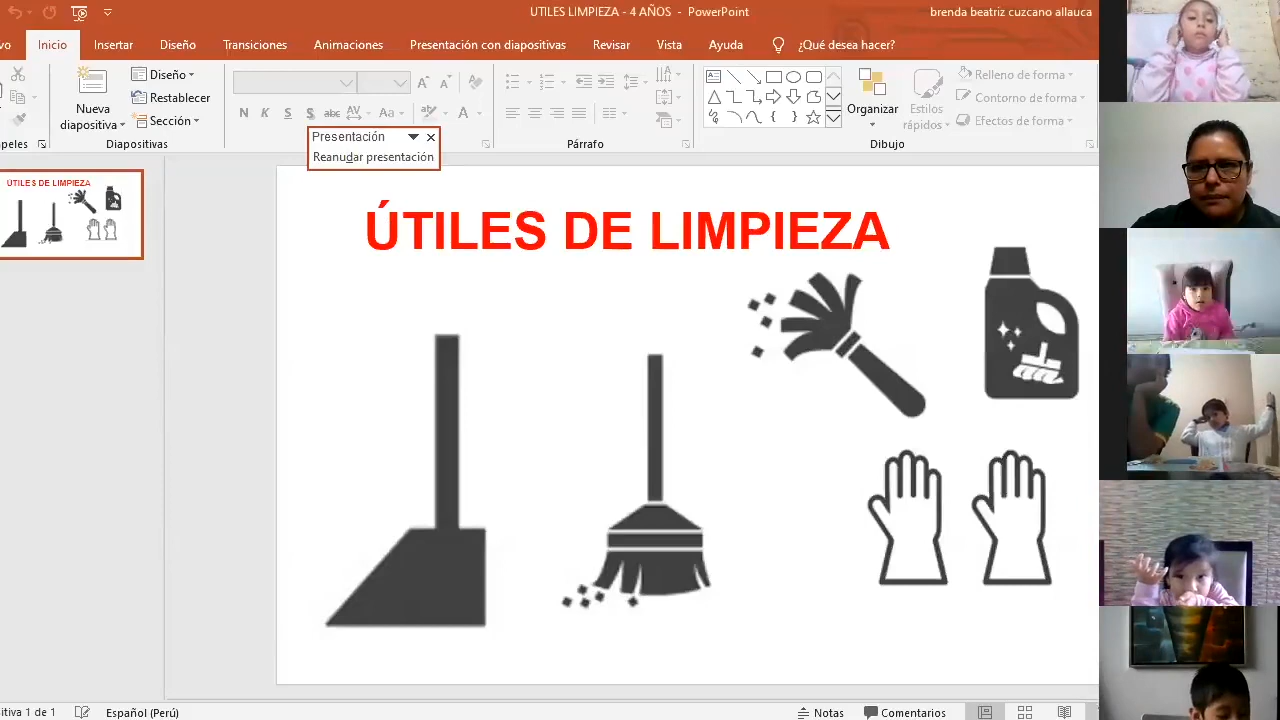 UTILES LIMPIEZA - 4 AÑOS - PowerPoint
brenda beatriz cuzcano allauca
Inicio
Insertar
Diseño
Transiciones
Animaciones
Presentación con diapositivas
Revisar
Vista
Ayuda
¿Qué desea hacer?
Nueva
diapositiva
Diseño
Restablecer
Sección
N K S S abc AV Aa A
Organizar
Estilos
rápidos
Relleno de forma
Contorno de forma
Efectos de forma
Diapositivas
Párrafo
Dibujo
Presentación
Reanudar presentación
ÚTILES DE LIMPIEZA
ÚTILES DE LIMPIEZA
1 de 1
Español (Perú)
Notas
Comentarios